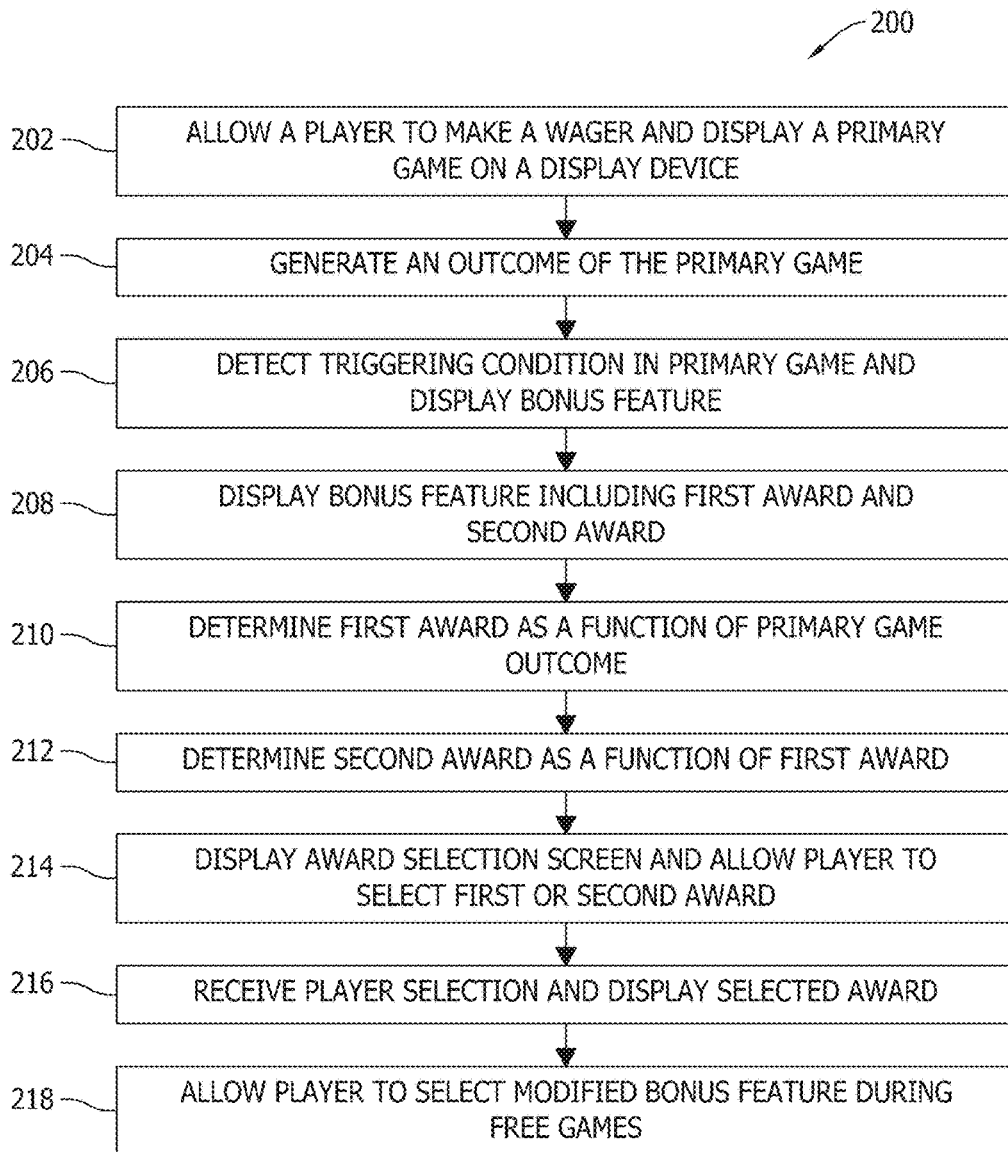 200
202
ALLOW A PLAYER TO MAKE A WAGER AND DISPLAY A PRIMARY
GAME ON A DISPLAY DEVICE
204
GENERATE AN OUTCOME OF THE PRIMARY GAME
206
DETECT TRIGGERING CONDITION IN PRIMARY GAME AND
DISPLAY BONUS FEATURE
208
DISPLAY BONUS FEATURE INCLUDING FIRST AWARD AND
SECOND AWARD
210
DETERMINE FIRST AWARD AS A FUNCTION OF PRIMARY GAME
OUTCOME
212
DETERMINE SECOND AWARD AS A FUNCTION OF FIRST AWARD
214
DISPLAY AWARD SELECTION SCREEN AND ALLOW PLAYER TO
SELECT FIRST OR SECOND AWARD
216
RECEIVE PLAYER SELECTION AND DISPLAY SELECTED AWARD
218
ALLOW PLAYER TO SELECT MODIFIED BONUS FEATURE DURING
FREE GAMES